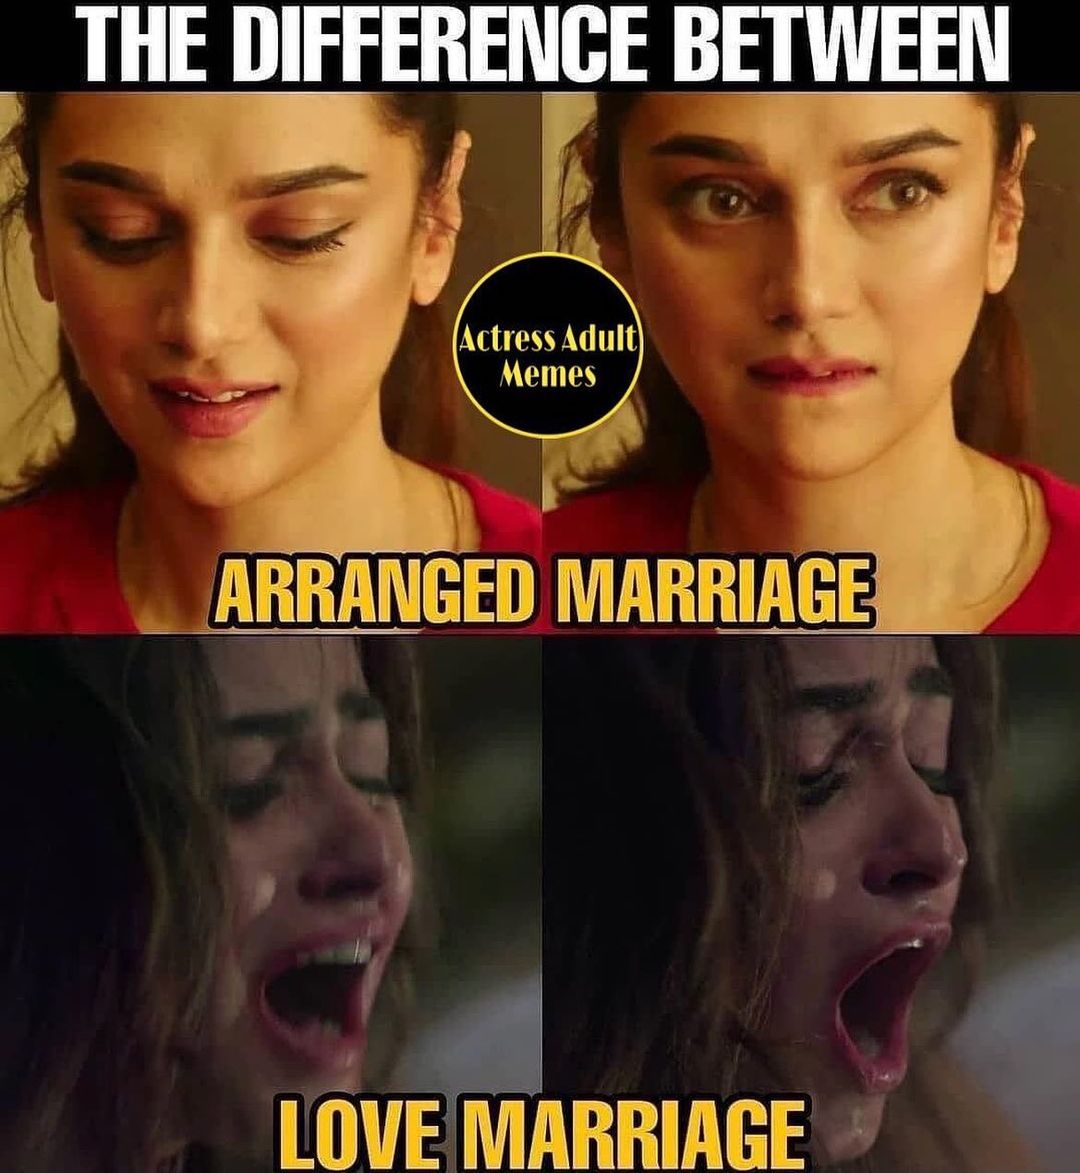 THE DIFFERENCE BETWEEN
Actress Adult
Memes
ARRANGED MARRIAGE
LOVE MARRIAGE